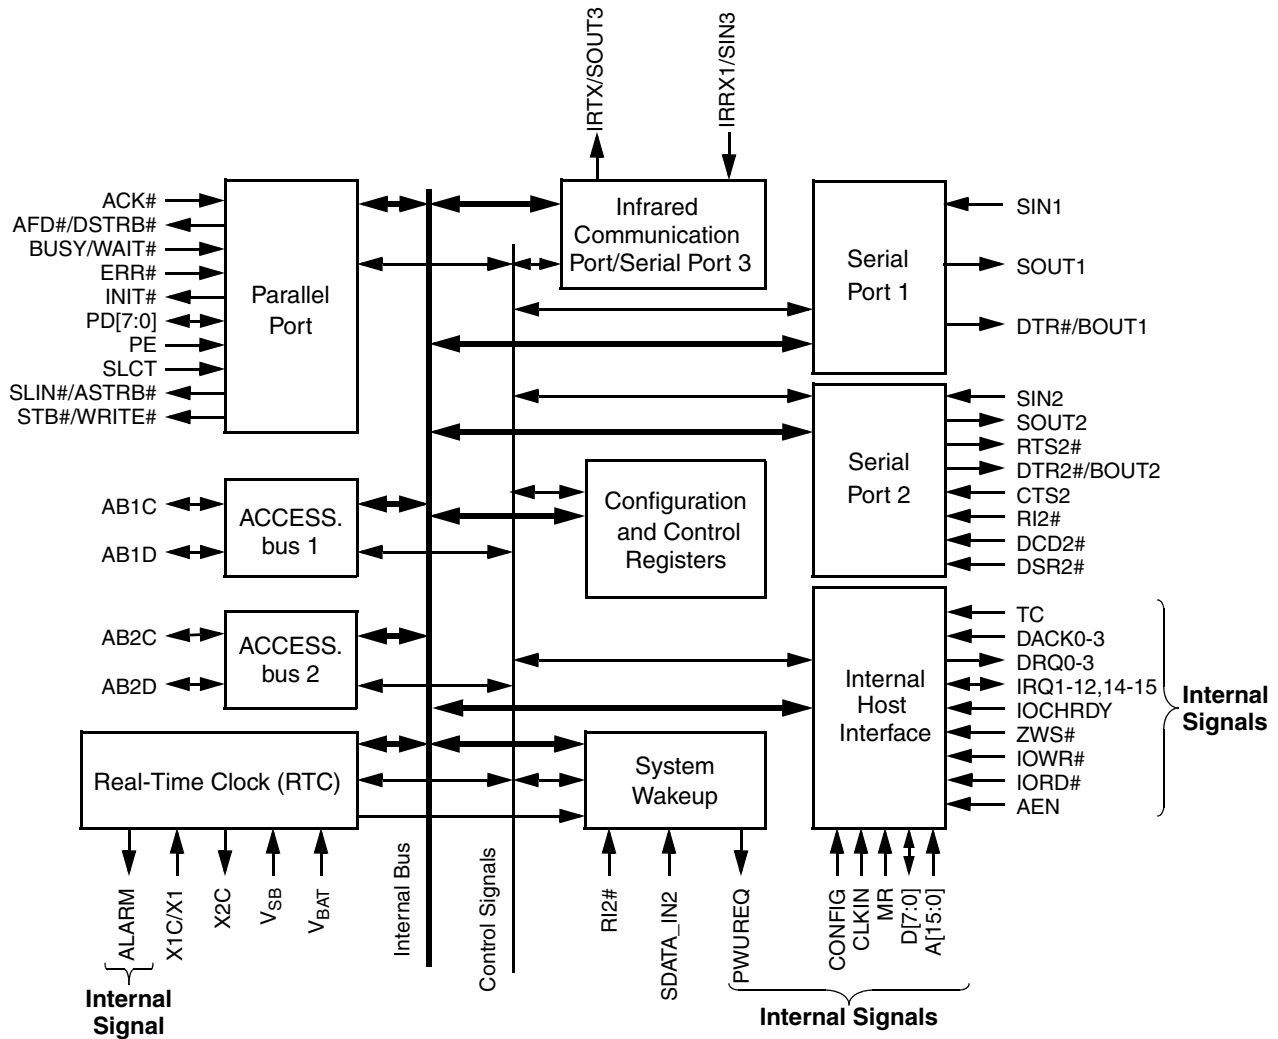 IRTX/SOUT3
IRRX1/SIN3
ACK#
AFD#/DSTRB#
BUSY/WAIT#
ERR#
INIT#
PD[7:0]
PE
SLCT
SLIN#/ASTRB#
STB#/WRITE#
Parallel
Port
Infrared
Communication
Port/Serial Port 3
Serial
Port 1
SIN1
SOUT1
DTR#/BOUT1
Serial
Port 2
SIN2
SOUT2
RTS2#
DTR2#/BOUT2
CTS2
RI2#
DCD2#
DSR2#
AB1C
AB1D
ACCESS.
bus 1
Configuration
and Control
Registers
AB2C
AB2D
ACCESS.
bus 2
Internal
Host
Interface
TC
DACK0-3
DRQ0-3
IRQ1-12,14-15
IOCHRDY
ZWS#
IOWR#
IORD#
AEN
Internal
Signals
Real-Time Clock (RTC)
System
Wakeup
ALARM
X1C/X1
X2C
VSB
VBAT
Internal Bus
Control Signals
RI2#
SDATA_IN2
PWUREQ
CONFIG
CLKIN
MR
D[7:0]
A[15:0]
Internal
Signal
Internal Signals